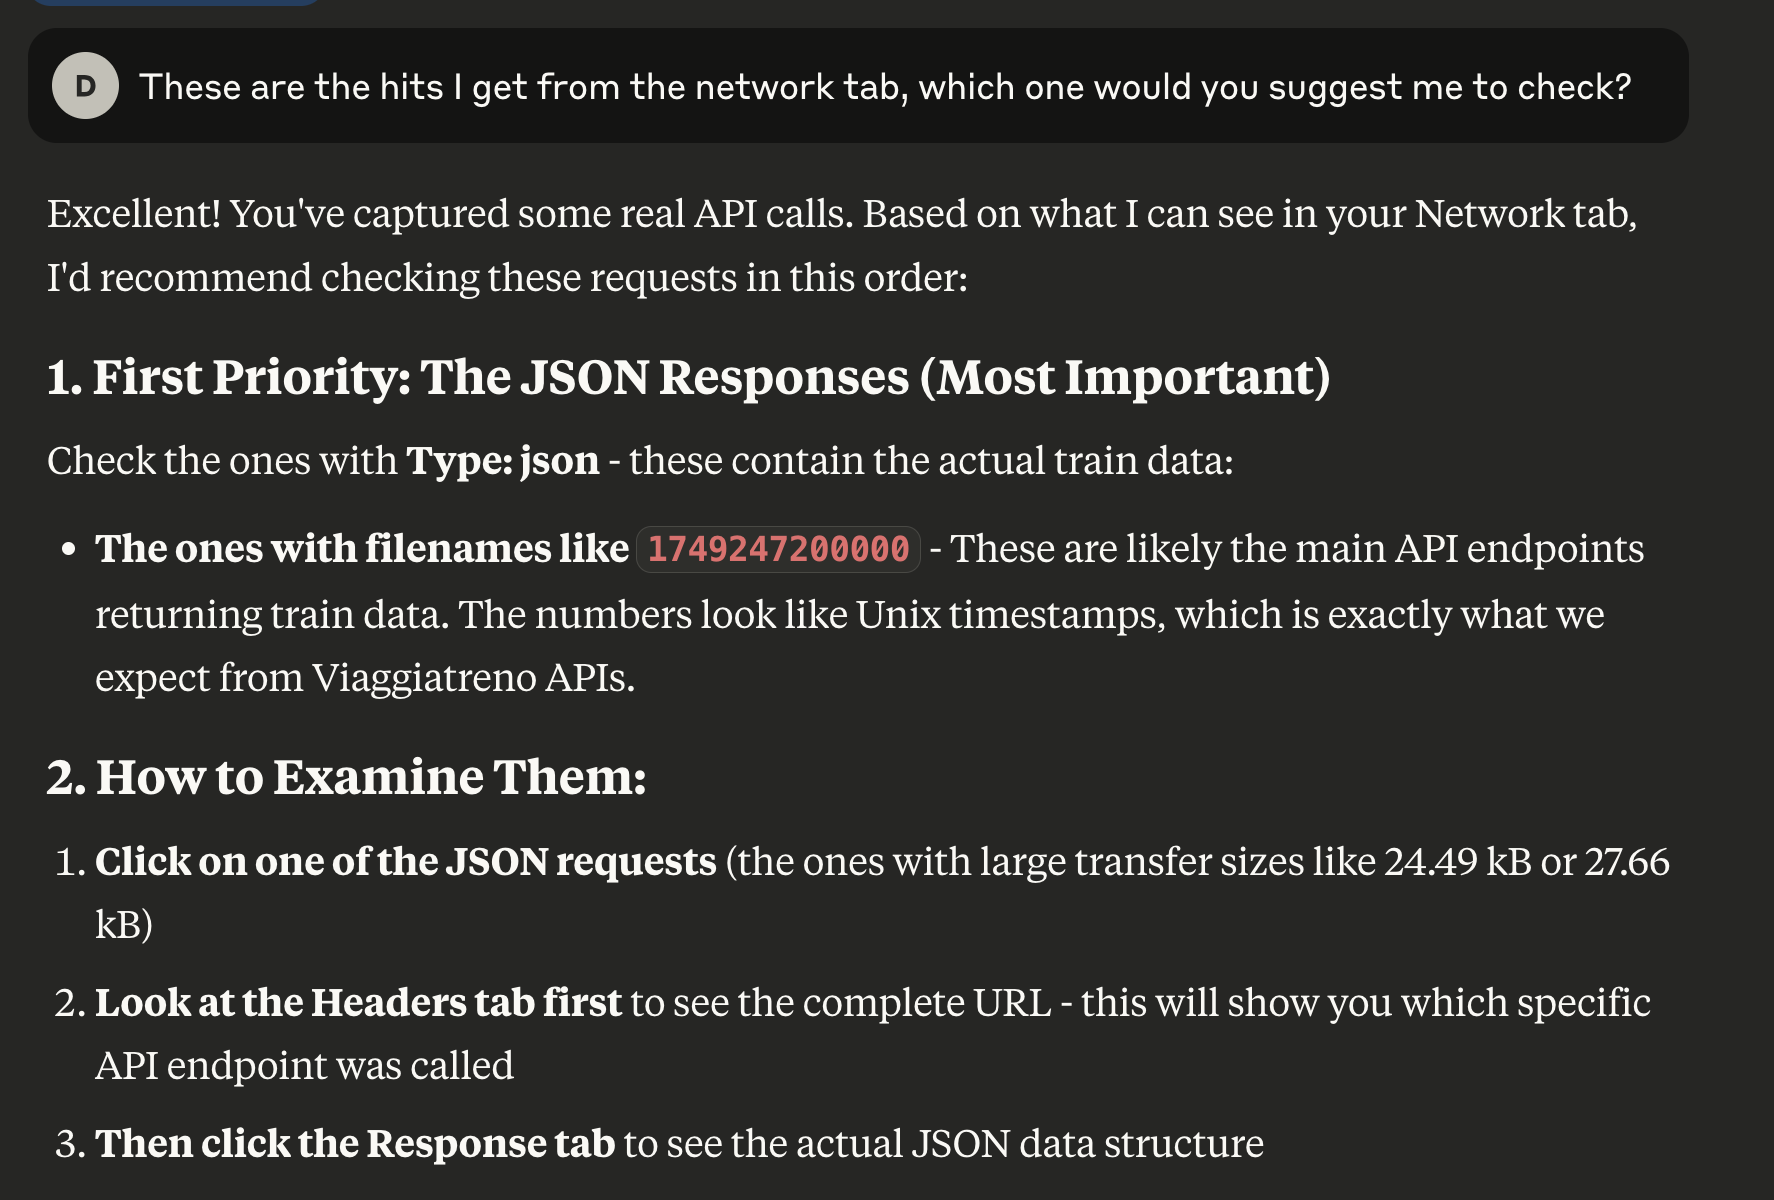 D
These are the hits I get from the network tab, which one would you suggest me to check?
Excellent! You've captured some real API calls. Based on what I can see in your Network tab,
I'd recommend checking these requests in this order:
1. First Priority: The JSON Responses (Most Important)
Check the ones with Type: json - these contain the actual train data:
• The ones with filenames like 1749247200000 - These are likely the main API endpoints
returning train data. The numbers look like Unix timestamps, which is exactly what we
expect from Viaggiatreno APIs.
2. How to Examine Them:
1. Click on one of the JSON requests (the ones with large transfer sizes like 24.49 kB or 27.66
kB)
2. Look at the Headers tab first to see the complete URL - this will show you which specific
API endpoint was called
3. Then click the Response tab to see the actual JSON data structure